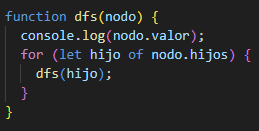 function dfs(nodo) {
  console.log(nodo.valor);
  for (let hijo of nodo.hijos) {
    dfs(hijo);
  }
}